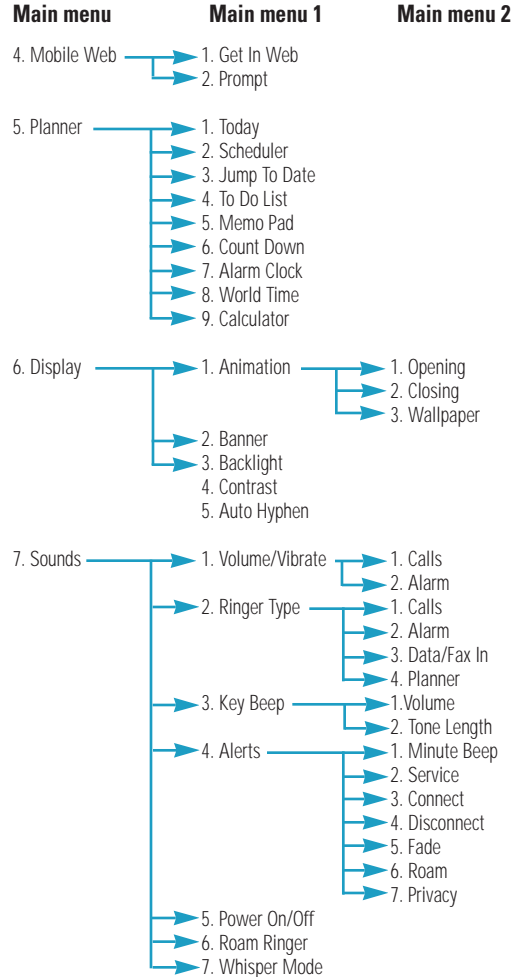 Main menu Main menu 1 Main menu 2
4. Mobile Web 1. Get In Web
2. Prompt
5. Planner 1. Today
2. Scheduler
3. Jump To Date
4. To Do List
5. Memo Pad
6. Count Down
7. Alarm Clock
8. World Time
9. Calculator
6. Display 1. Animation 1. Opening
2. Closing
3. Wallpaper
2. Banner
3. Backlight
4. Contrast
5. Auto Hyphen
7. Sounds 1. Volume/Vibrate 1. Calls
2. Alarm
2. Ringer Type 1. Calls
2. Alarm
3. Data/Fax In
4. Planner
3. Key Beep 1.Volume
2. Tone Length
4. Alerts 1. Minute Beep
2. Service
3. Connect
4. Disconnect
5. Fade
6. Roam
7. Privacy
5. Power On/Off
6. Roam Ringer
7. Whisper Mode